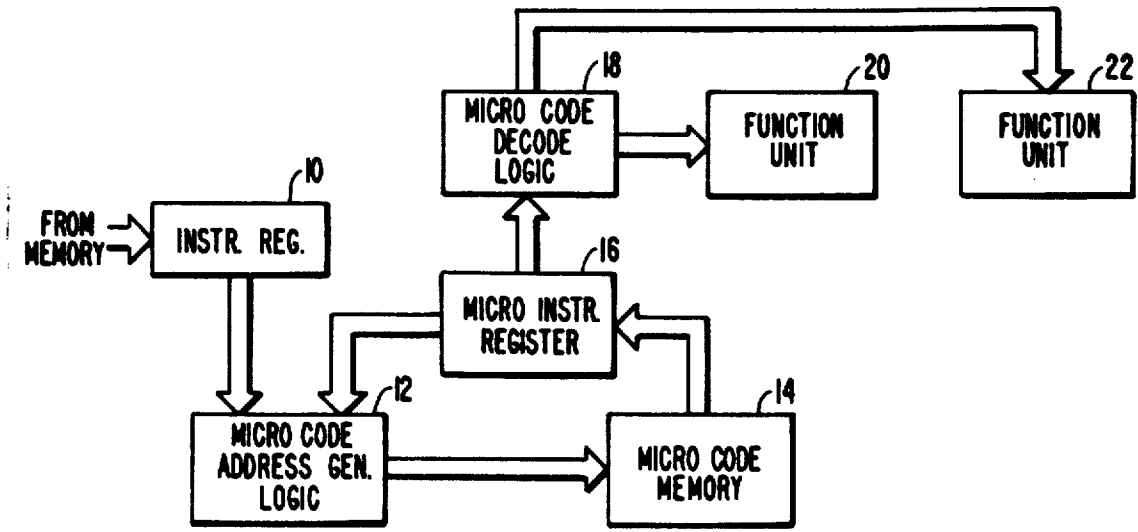 18
MICRO CODE
DECODE
LOGIC
20
FUNCTION
UNIT
22
FUNCTION
UNIT
10
FROM
MEMORY
INSTR. REG.
16
MICRO INSTR.
REGISTER
12
MICRO CODE
ADDRESS GEN.
LOGIC
14
MICRO CODE
MEMORY